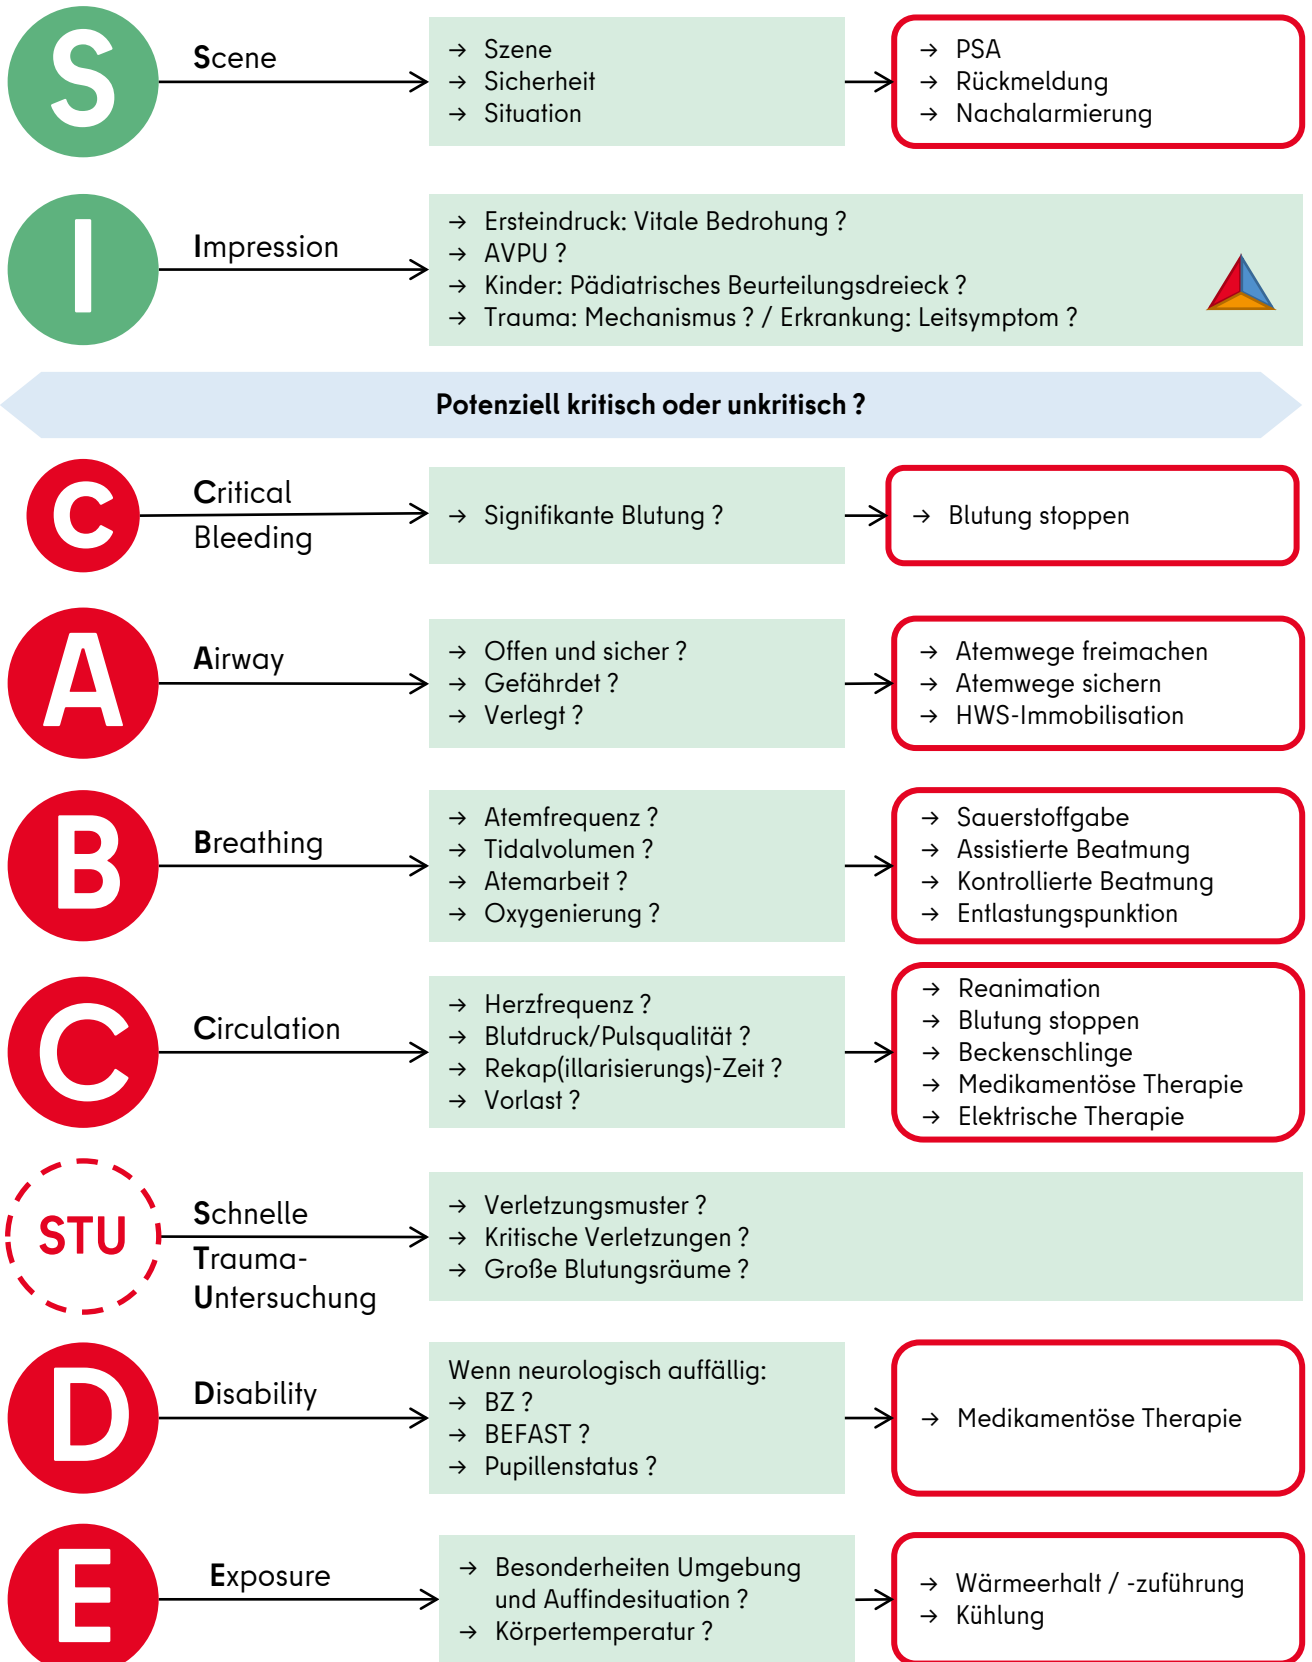 S
Scene
→ Szene
→ Sicherheit
→ Situation
→ PSA
→ Rückmeldung
→ Nachalarmierung
I
Impression
→ Ersteindruck: Vitale Bedrohung ?
→ AVPU ?
→ Kinder: Pädiatrisches Beurteilungsdreieck ?
→ Trauma: Mechanismus ? / Erkrankung: Leitsymptom ?
Potenziell kritisch oder unkritisch ?
C
Critical
Bleeding
→ Signifikante Blutung ?
→ Blutung stoppen
A
Airway
→ Offen und sicher ?
→ Gefährdet ?
→ Verlegt ?
→ Atemwege freimachen
→ Atemwege sichern
→ HWS-Immobilisation
B
Breathing
→ Atemfrequenz ?
→ Tidalvolumen ?
→ Atemarbeit ?
→ Oxygenierung ?
→ Sauerstoffgabe
→ Assistierte Beatmung
→ Kontrollierte Beatmung
→ Entlastungspunktion
C
Circulation
→ Herzfrequenz ?
→ Blutdruck/Pulsqualität ?
→ Rekap(illarisierungs)-Zeit ?
→ Vorlast ?
→ Reanimation
→ Blutung stoppen
→ Beckenschlinge
→ Medikamentöse Therapie
→ Elektrische Therapie
STU
Schnelle
Trauma-
Untersuchung
→ Verletzungsmuster ?
→ Kritische Verletzungen ?
→ Große Blutungsräume ?
D
Disability
Wenn neurologisch auffällig:
→ BZ ?
→ BEFAST ?
→ Pupillenstatus ?
→ Medikamentöse Therapie
E
Exposure
→ Besonderheiten Umgebung
und Auffindesituation ?
→ Körpertemperatur ?
→ Wärmeerhalt / -zuführung
→ Kühlung